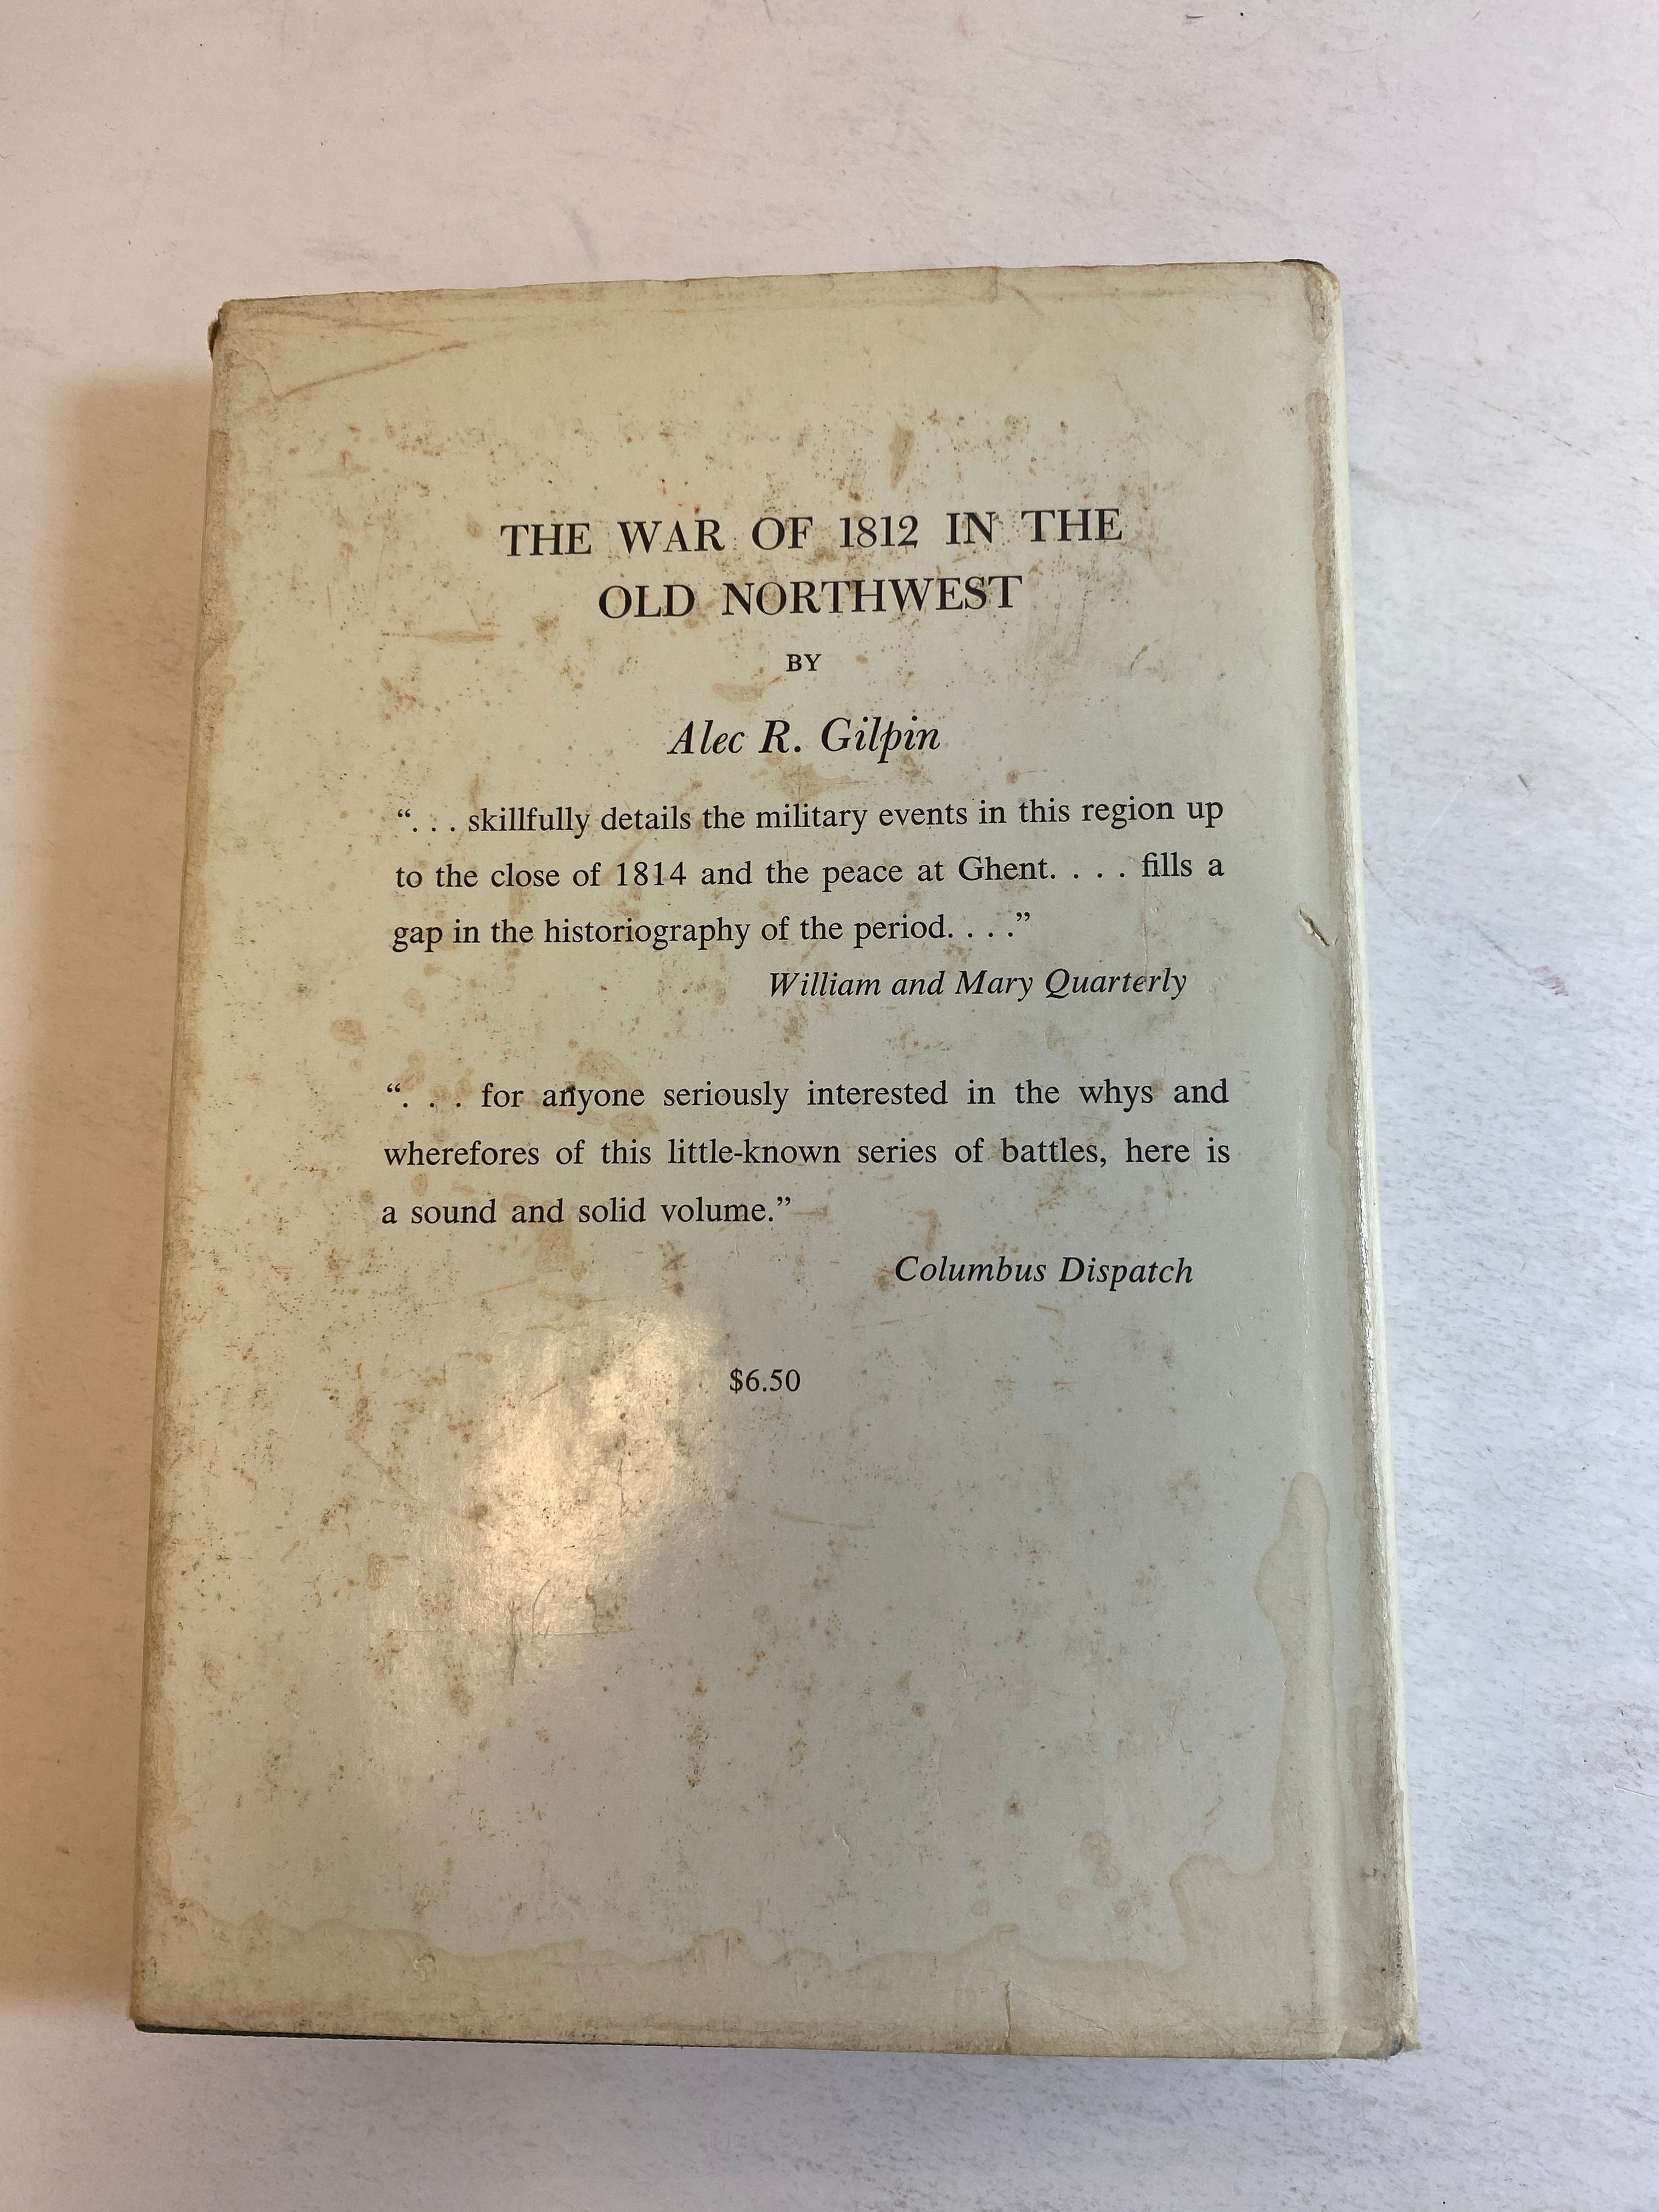 THE WAR OF 1812 IN THE
OLD NORTHWEST
BY
Alec R. Gilpin
“. . . skillfully details the military events in this region up
to the close of 1814 and the peace at Ghent. . . . fills a
gap in the historiography of the period. . . .”
William and Mary Quarterly
“. . . for anyone seriously interested in the whys and
wherefores of this little-known series of battles, here is
a sound and solid volume.”
Columbus Dispatch
$6.50